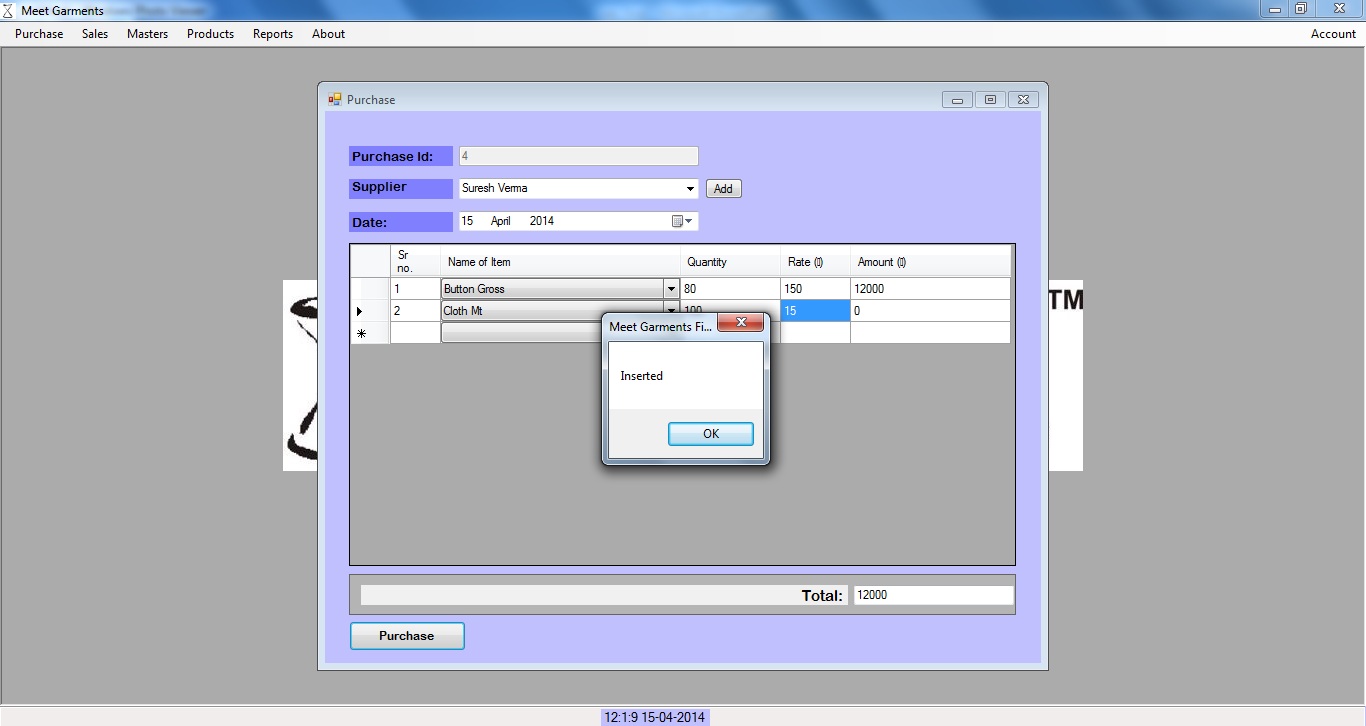 Meet Garments
Purchase Sales Masters Products Reports About Account
Purchase
Purchase Id: 4
Supplier Suresh Verma Add
Date: 15 April 2014
Sr no. Name of Item Quantity Rate (▯) Amount (▯)
1 Button Gross 80 150 12000
2 Cloth Mt 100 15 0
Meet Garments Fi...
Inserted
OK
TM
Total: 12000
Purchase
12:1:9 15-04-2014